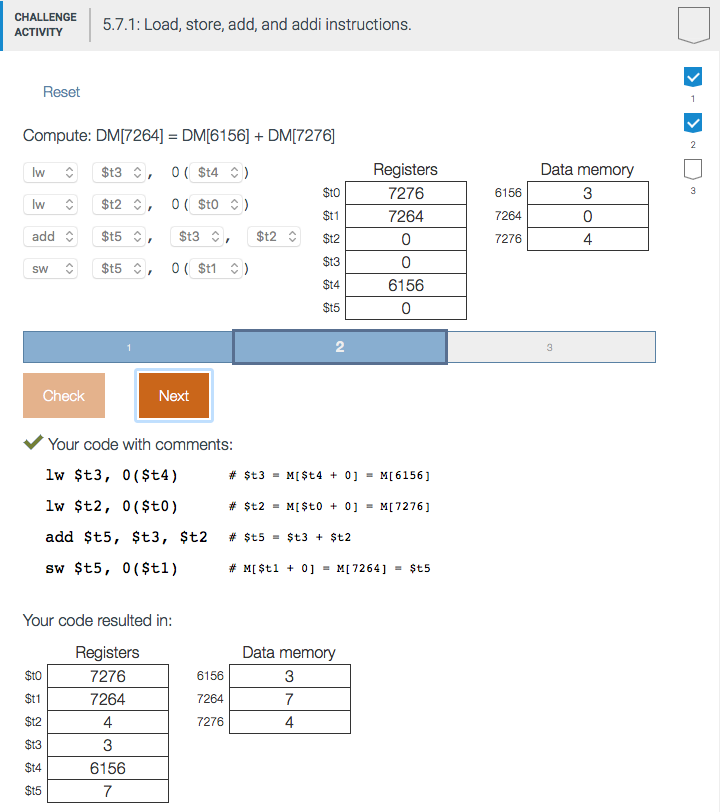 CHALLENGE
ACTIVITY
5.7.1: Load, store, add, and addi instructions.
1
2
3
Reset
Compute: DM[7264] = DM[6156] + DM[7276]
lw $t3 , 0 ( $t4 )
lw $t2 , 0 ( $t0 )
add $t5 , $t3 , $t2
sw $t5 , 0 ( $t1 )
Registers
$t0 7276
$t1 7264
$t2 0
$t3 0
$t4 6156
$t5 0
Data memory
6156 3
7264 0
7276 4
1 2 3
Check Next
Your code with comments:
lw $t3, 0($t4) # $t3 = M[$t4 + 0] = M[6156]
lw $t2, 0($t0) # $t2 = M[$t0 + 0] = M[7276]
add $t5, $t3, $t2 # $t5 = $t3 + $t2
sw $t5, 0($t1) # M[$t1 + 0] = M[7264] = $t5
Your code resulted in:
Registers
$t0 7276
$t1 7264
$t2 4
$t3 3
$t4 6156
$t5 7
Data memory
6156 3
7264 7
7276 4